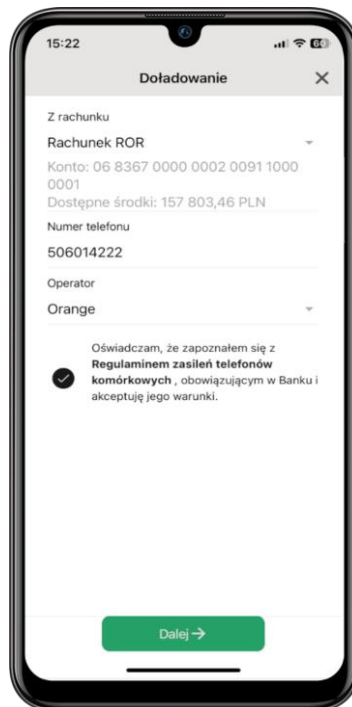 15:22
60
Doładowanie
Z rachunku
Rachunek ROR
Konto: 06 8367 0000 0002 0091 1000
0001
Dostępne środki: 157 803,46 PLN
Numer telefonu
506014222
Operator
Orange
Oświadczam, że zapoznałem się z
Regulaminem zasileń telefonów
komórkowych , obowiązującym w Banku i
akceptuję jego warunki.
Dalej